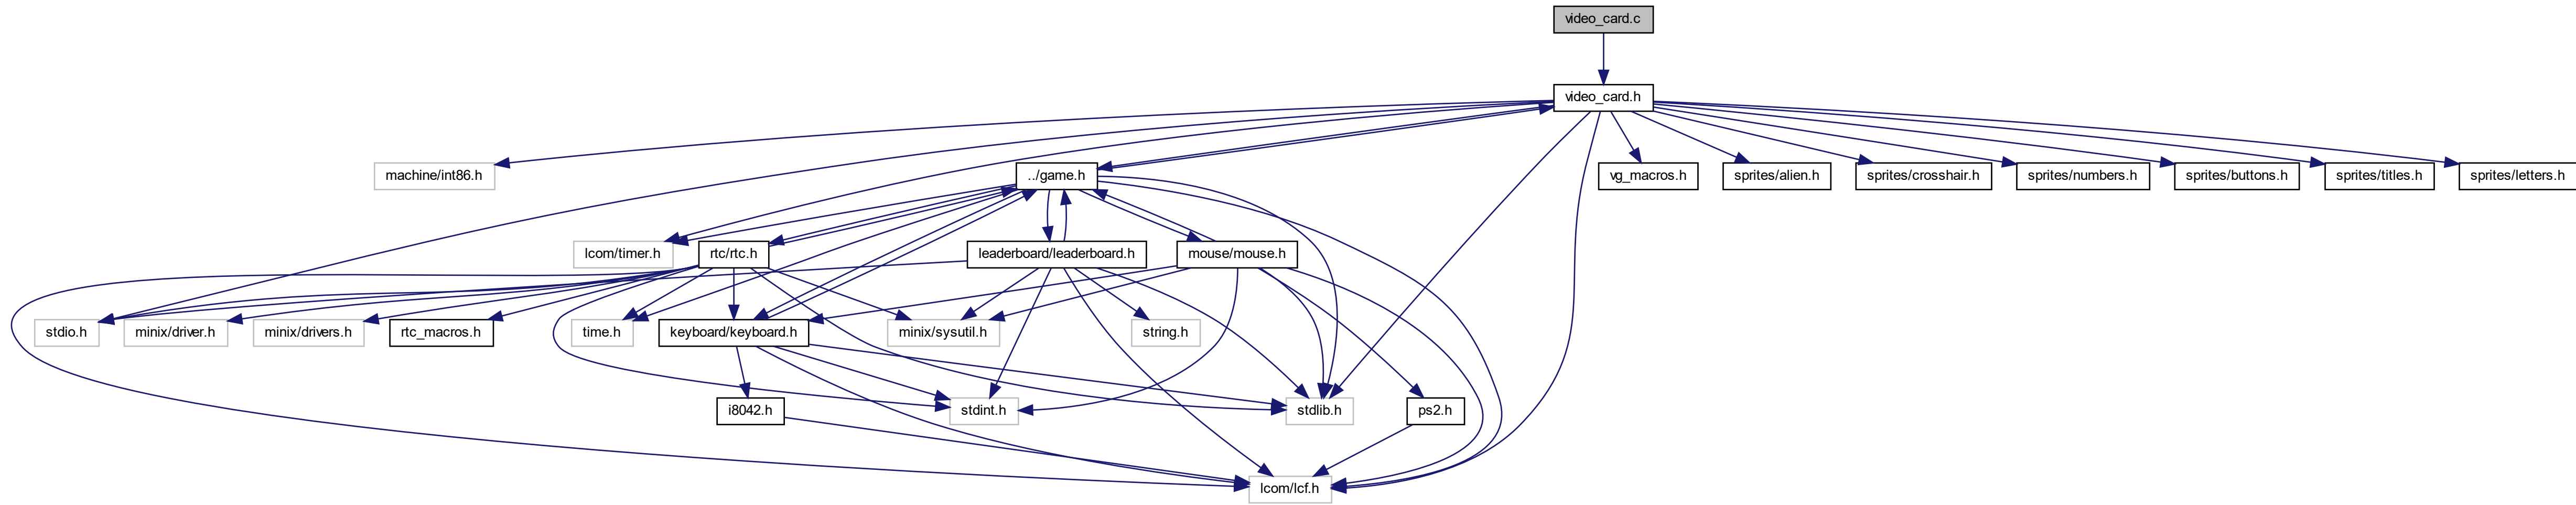 video_card.c
video_card.h
machine/int86.h
../game.h
vg_macros.h
sprites/alien.h
sprites/crosshair.h
sprites/numbers.h
sprites/buttons.h
sprites/titles.h
sprites/letters.h
lcom/timer.h
rtc/rtc.h
leaderboard/leaderboard.h
mouse/mouse.h
stdio.h
minix/driver.h
minix/drivers.h
rtc_macros.h
time.h
keyboard/keyboard.h
minix/sysutil.h
string.h
i8042.h
stdint.h
stdlib.h
ps2.h
lcom/lcf.h